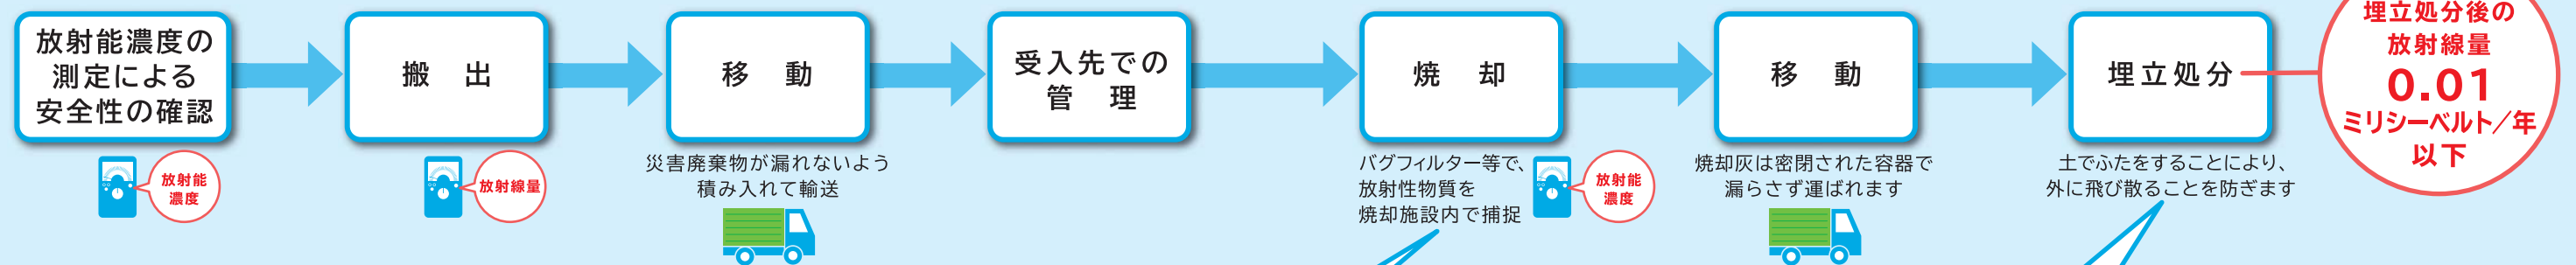 放射能濃度の
測定による
安全性の確認
放射能
濃度
搬 出
放射線量
移 動
災害廃棄物が漏れないよう
積み入れて輸送
受入先での
管 理
焼 却
バグフィルター等で、
放射性物質を
焼却施設内で捕捉
放射能
濃度
移 動
焼却灰は密閉された容器で
漏らさず運ばれます
埋立処分
土でふたをすることにより、
外に飛び散ることを防ぎます
埋立処分後の
放射線量
0.01
ミリシーベルト／年
以下